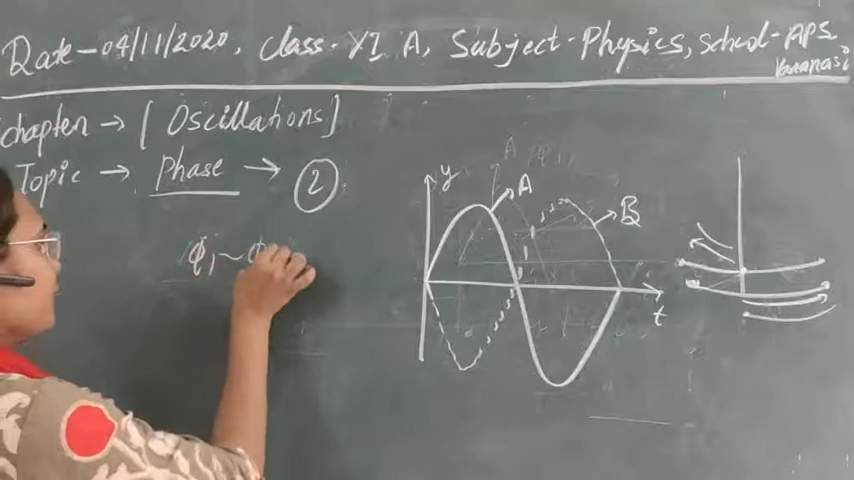 Date - 04/11/2020, Class - XI A, Subject - Physics, School - APS
Varanasi
Chapter → [Oscillations]
Topic → Phase → 2
ϕ₁ ~ ϕ
y
A
B
t